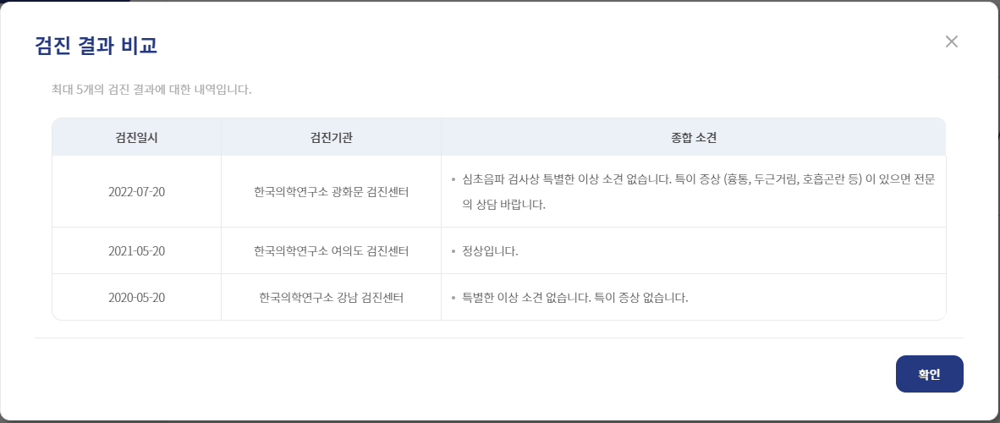 검진 결과 비교
최대 5개의 검진 결과에 대한 내역입니다.
검진일시 검진기관 종합 소견
2022-07-20 한국의학연구소 광화문 검진센터 • 심초음파 검사상 특별한 이상 소견 없습니다. 특이 증상 (흉통, 두근거림, 호흡곤란 등) 이 있으면 전문
의 상담 바랍니다.
2021-05-20 한국의학연구소 여의도 검진센터 • 정상입니다.
2020-05-20 한국의학연구소 강남 검진센터 • 특별한 이상 소견 없습니다. 특이 증상 없습니다.
확인